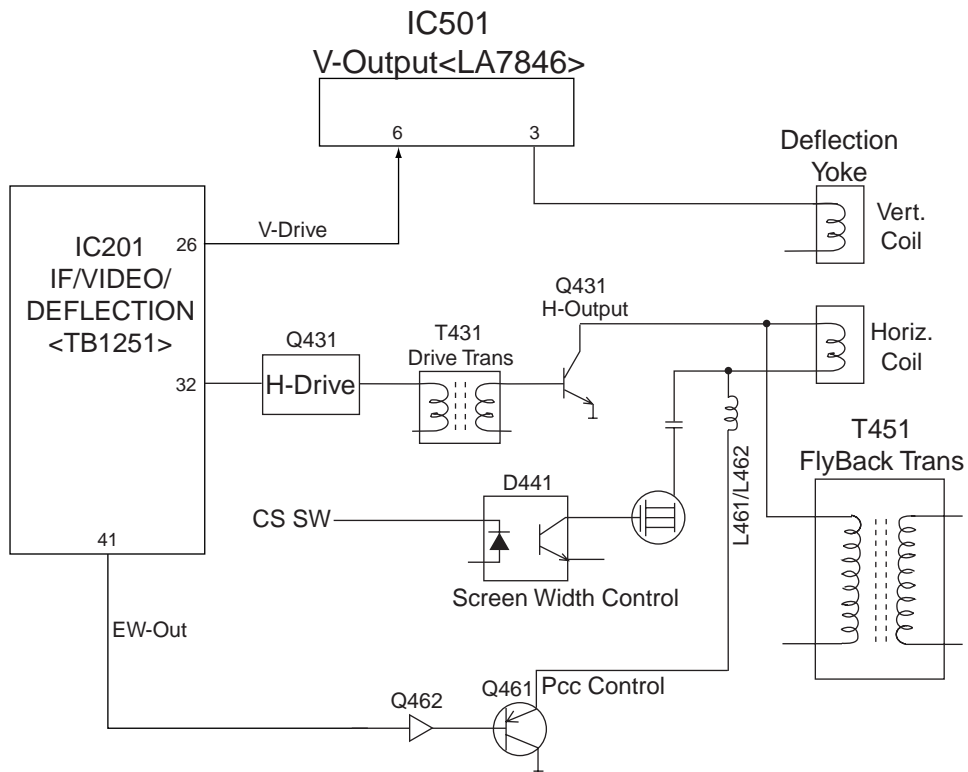 IC501
V-Output<LA7846>
6
3
Deflection
Yoke
Vert.
Coil
IC201
IF/VIDEO/
DEFLECTION
<TB1251>
26
V-Drive
32
Q431
H-Drive
T431
Drive Trans
Q431
H-Output
Horiz.
Coil
T451
FlyBack Trans
L461/L462
D441
CS SW
Screen Width Control
41
EW-Out
Q462
Q461
Pcc Control